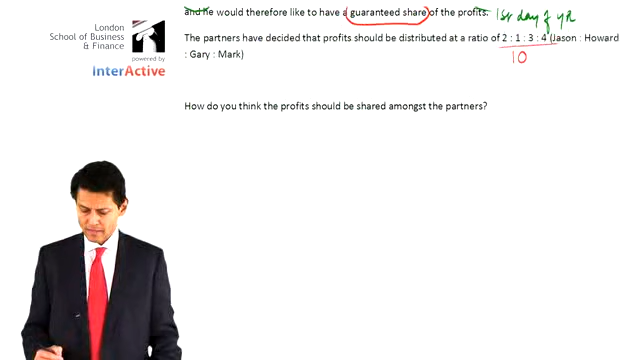 London
School of Business
& Finance
powered by
InterActive
and he would therefore like to have a guaranteed share of the profits. 1st day of yR
The partners have decided that profits should be distributed at a ratio of 2 : 1 : 3 : 4 (Jason : Howard
: Gary : Mark)
10
How do you think the profits should be shared amongst the partners?